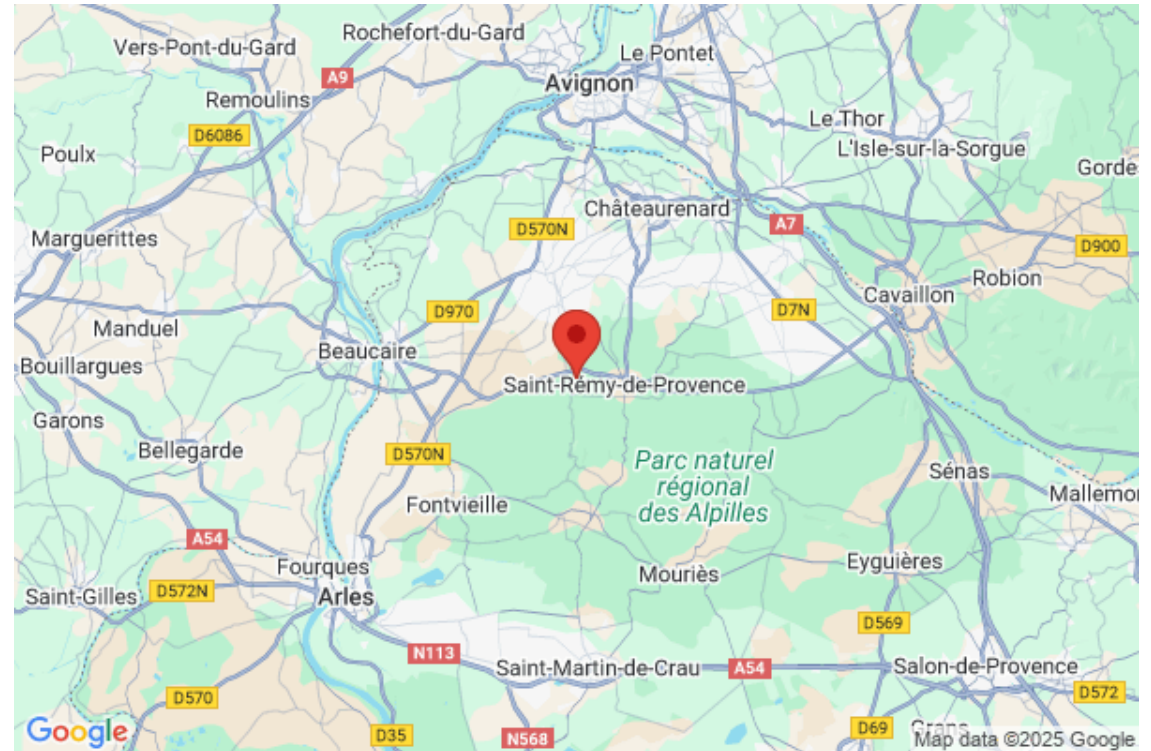 Rochefort-du-Gard
Vers-Pont-du-Gard
Le Pontet
A9
Avignon
Remoulins
Le Thor
D6086
L'Isle-sur-la-Sorgue
Poulx
Gorde
Châteaurenard
A7
D570N
Marguerittes
D900
Robion
Cavaillon
D970
D7N
Manduel
Beaucaire
Bouillargues
Saint-Rémy-de-Provence
Garons
Bellegarde
D570N
Parc naturel
régional
des Alpilles
Sénas
Mallemor
Fontvieille
A54
Eyguières
Fourques
Mouriès
Saint-Gilles
D572N
Arles
D569
N113
Saint-Martin-de-Crau
A54
Salon-de-Provence
D570
D572
Google
D35
N568
D69
Grans
Map data ©2025 Google